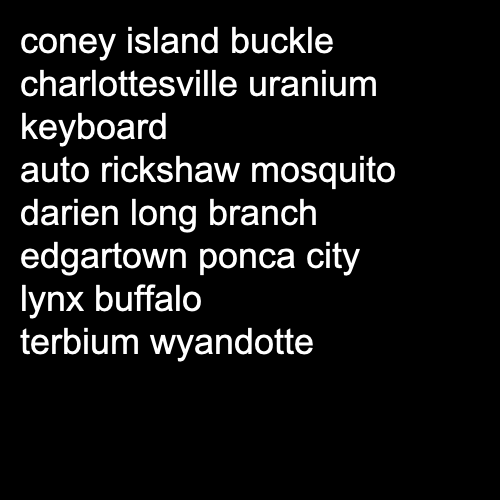 coney island buckle
charlottesville uranium
keyboard
auto rickshaw mosquito
darien long branch
edgartown ponca city
lynx buffalo
terbium wyandotte